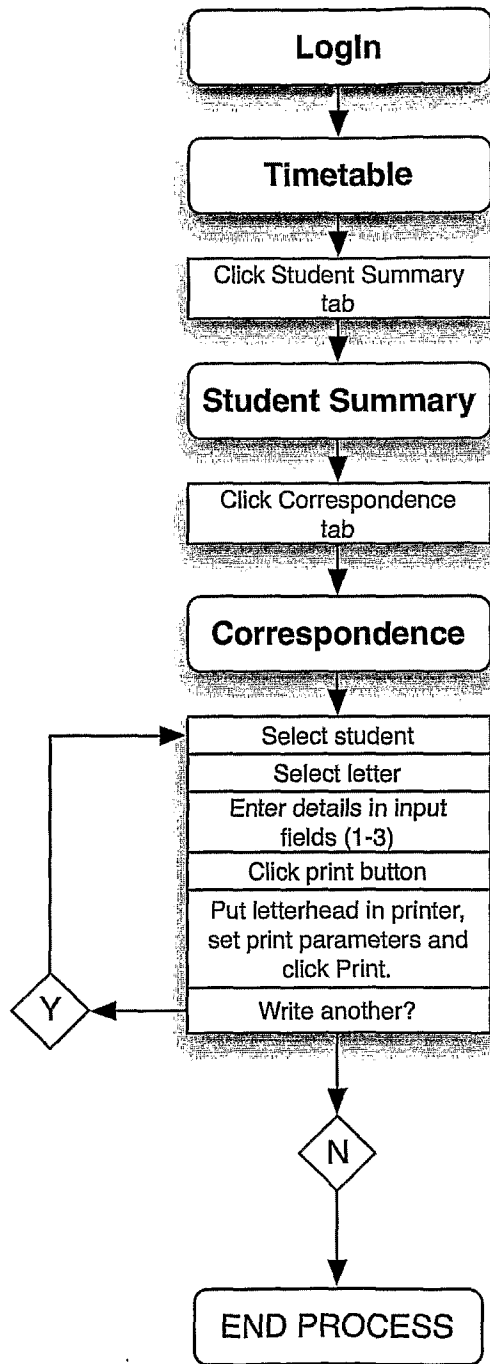 LogIn
Timetable
Click Student Summary
tab
Student Summary
Click Correspondence
tab
Correspondence
Select student
Select letter
Enter details in input
fields (1-3)
Click print button
Put letterhead in printer,
set print parameters and
click Print.
Y
Write another?
N
END PROCESS